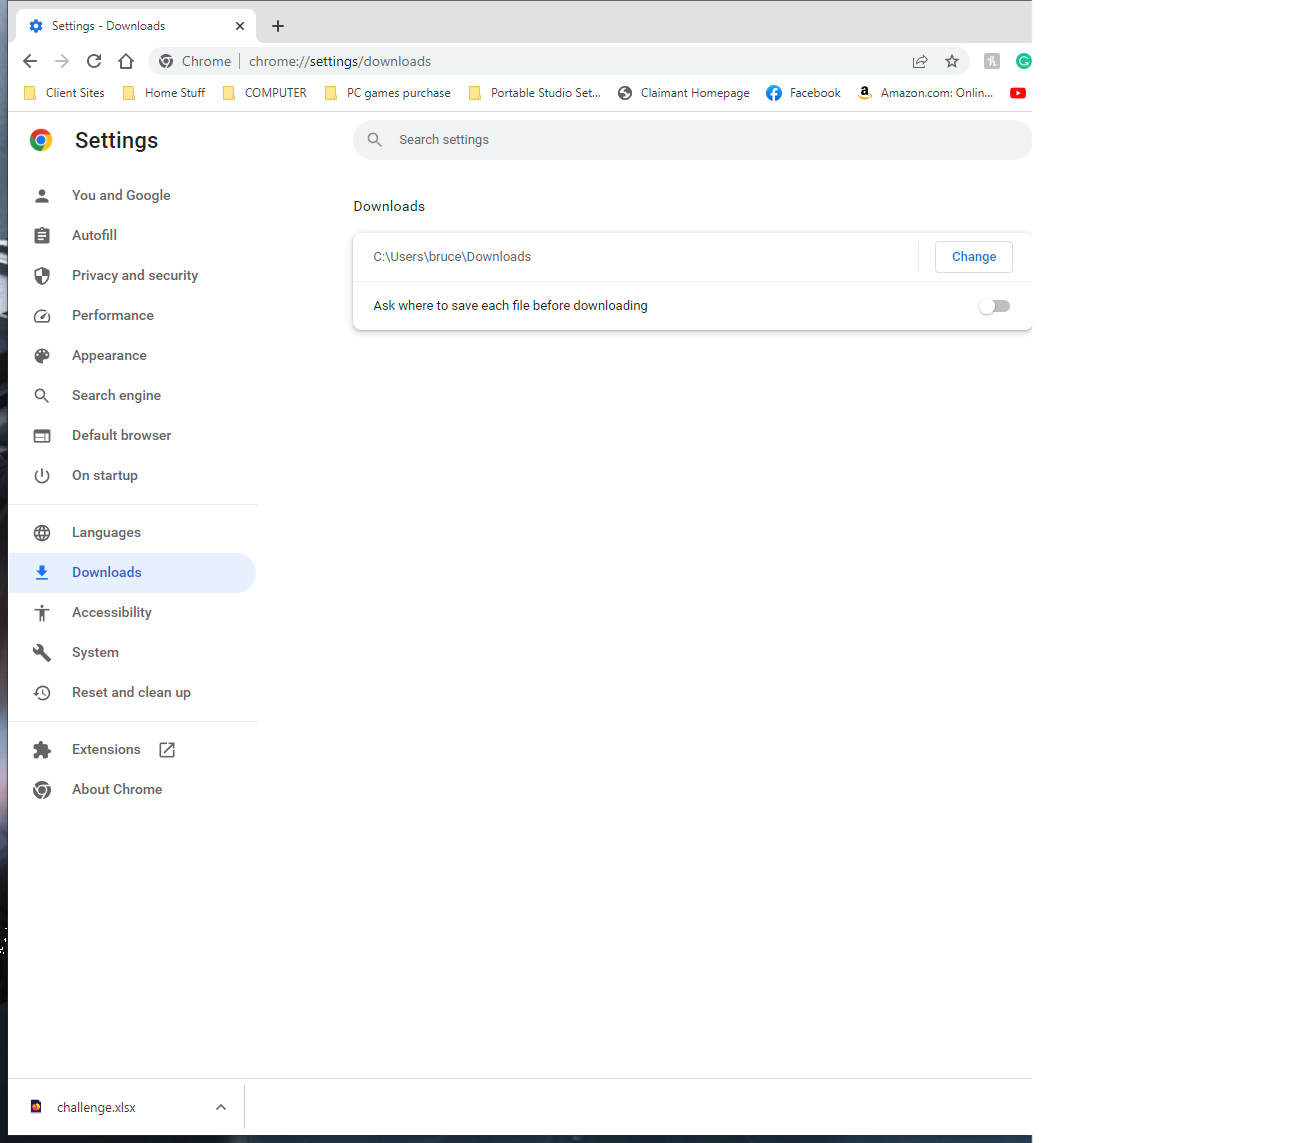 Settings - Downloads
Chrome | chrome://settings/downloads
Client Sites Home Stuff COMPUTER PC games purchase Portable Studio Set... Claimant Homepage Facebook Amazon.com: Onlin...
Settings
Search settings
You and Google
Autofill
Privacy and security
Performance
Appearance
Search engine
Default browser
On startup
Languages
Downloads
Accessibility
System
Reset and clean up
Extensions
About Chrome
Downloads
C:\Users\bruce\Downloads
Change
Ask where to save each file before downloading
challenge.xlsx